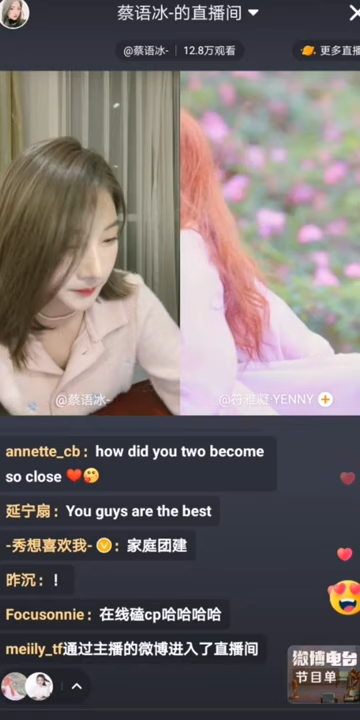 蔡语冰-的直播间
@蔡语冰- 12.8万观看
更多直播
@蔡语冰-
@符雅凝·YENNY
annette_cb： how did you two become
so close ❤️😘
延宁扇： You guys are the best
-秀想喜欢我-： 家庭团建
昨沉： !
Focusonnie： 在线磕cp哈哈哈哈
meiily_tf通过主播的微博进入了直播间
微博电台
节目单